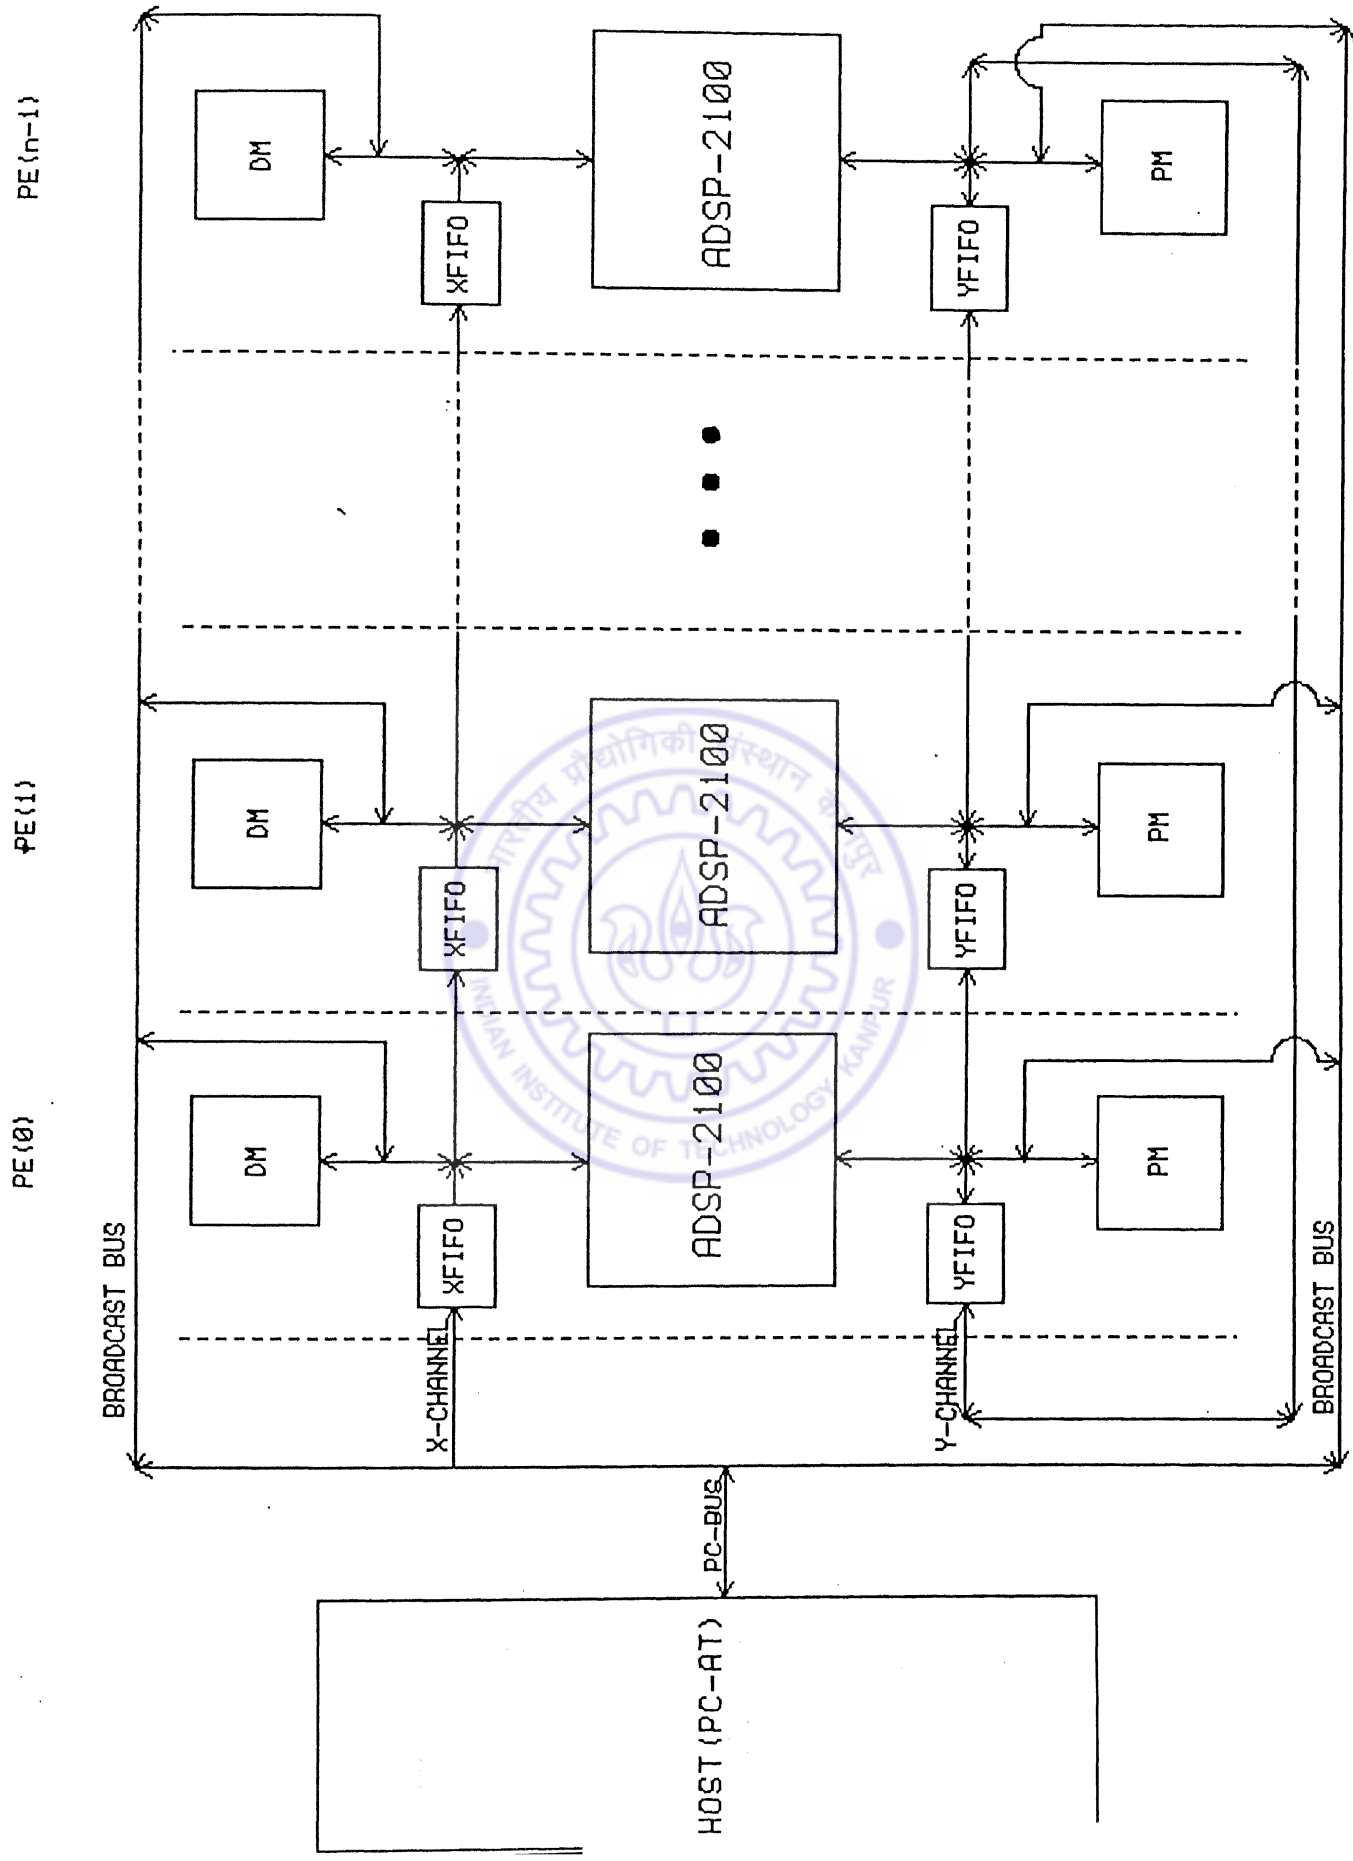 PE(0)
PE(1)
PE(n-1)
BROADCAST BUS
DM
DM
DM
X-CHANNEL
XFIFO
XFIFO
XFIFO
HOST(PC-AT)
PC-BUS
ADSP-2100
ADSP-2100
ADSP-2100
Y-CHANNEL
YFIFO
YFIFO
YFIFO
PM
PM
PM
BROADCAST BUS
भारतीय प्रौद्योगिकी संस्थान कानपुर
INDIAN INSTITUTE OF TECHNOLOGY KANPUR